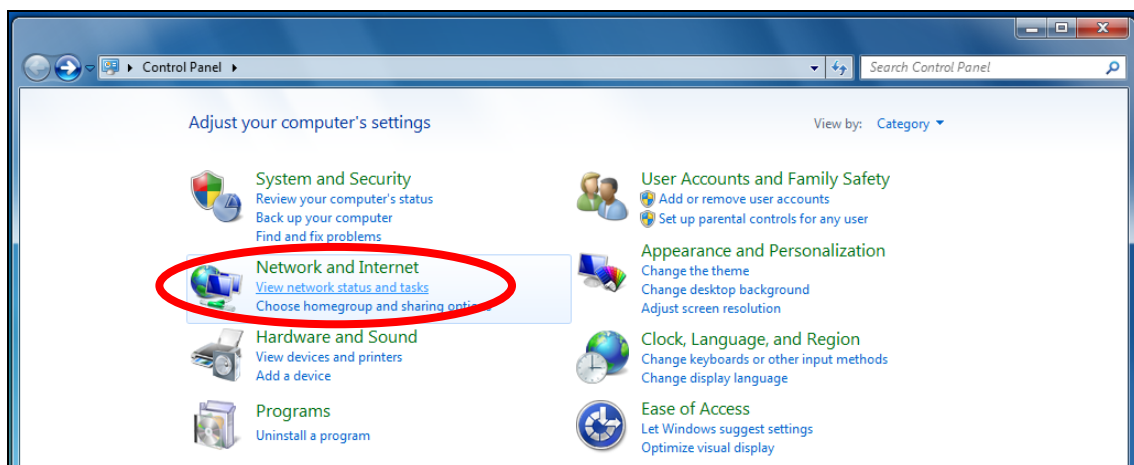 Control Panel
Search Control Panel
Adjust your computer's settings
View by: Category
System and Security
Review your computer's status
Back up your computer
Find and fix problems
Network and Internet
View network status and tasks
Choose homegroup and sharing options
Hardware and Sound
View devices and printers
Add a device
Programs
Uninstall a program
User Accounts and Family Safety
Add or remove user accounts
Set up parental controls for any user
Appearance and Personalization
Change the theme
Change desktop background
Adjust screen resolution
Clock, Language, and Region
Change keyboards or other input methods
Change display language
Ease of Access
Let Windows suggest settings
Optimize visual display